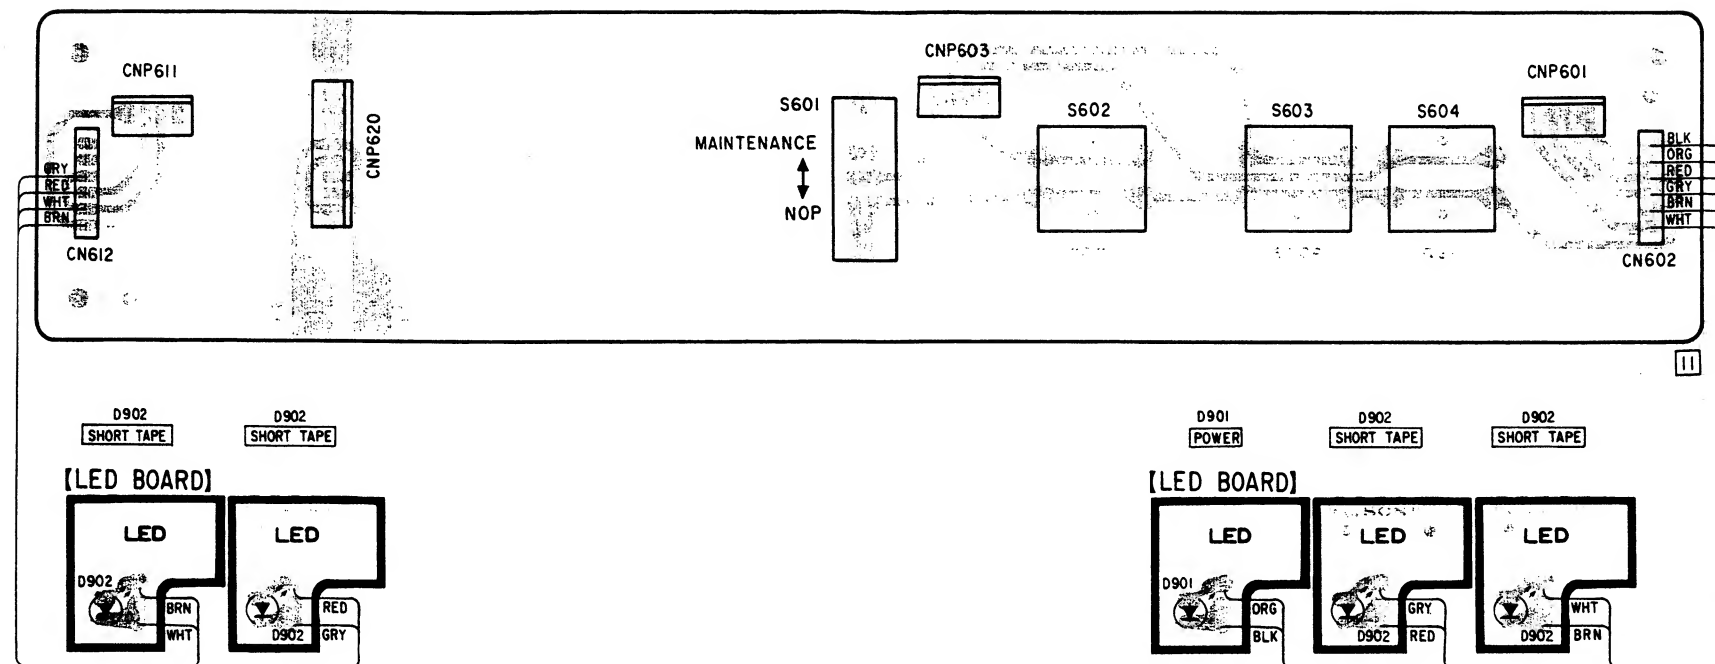 CNP611
CNP620
CNP603
CNP601
S601
S602
S603
S604
MAINTENANCE
NOP
GRY
RED
WHT
BRN
CN612
BLK
ORG
RED
GRY
BRN
WHT
CN602
11
D902
SHORT TAPE
D902
SHORT TAPE
D901
POWER
D902
SHORT TAPE
D902
SHORT TAPE
【LED BOARD】
【LED BOARD】
LED
LED
LED
LED
LED
D902
BRN
WHT
RED
D902
GRY
D901
ORG
BLK
GRY
D902
RED
WHT
D902
BRN